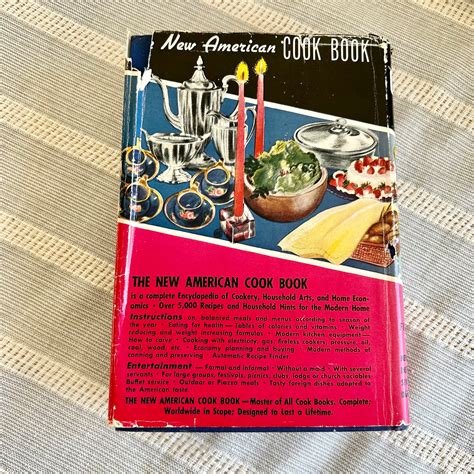 New American COOK BOOK
THE NEW AMERICAN COOK BOOK
is a complete Encyclopedia of Cookery, Household Arts, and Home Econ-
omics • Over 5,000 Recipes and Household Hints for the Modern Home
Instructions on balanced meals and menus according to season of
the year • Eating for health — Tables of calories and vitamins • Weight
reducing and weight increasing formulas • Modern kitchen equipment —
How to carve • Cooking with electricity, gas, fireless cookers, pressure, oil,
coal, wood, etc. • Economy planning and buying • Modern methods of
canning and preserving • Automatic Recipe Finder.
Entertainment — Formal and informal • Without a maid • With several
servants • For large groups, festivals, picnics, clubs, lodge or church sociables
Buffet service • Outdoor or Piazza meals • Tasty foreign dishes adapted to
the American taste.
THE NEW AMERICAN COOK BOOK—Master of All Cook Books. Complete;
Worldwide in Scope; Designed to Last a Lifetime.